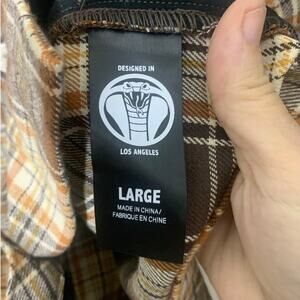 DESIGNED IN
LOS ANGELES
LARGE
MADE IN CHINA/
FABRIQUE EN CHINE